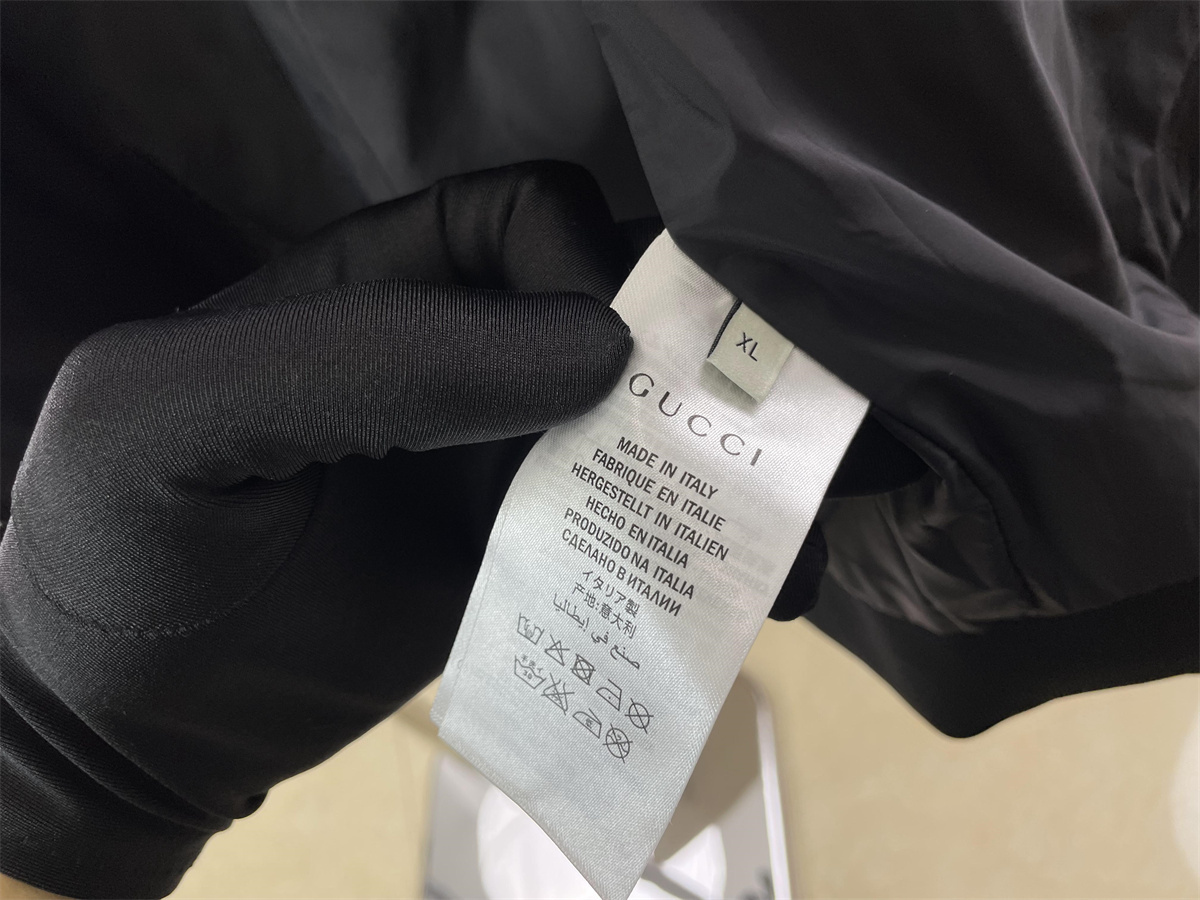 XL
GUCCI
MADE IN ITALY
FABRIQUE EN ITALIE
HERGESTELLT IN ITALIEN
HECHO EN ITALIA
PRODUZIDO NA ITALIA
СДЕЛАНО В ИТАЛИИ
イタリア製
产地:意大利
صنع في إيطاليا